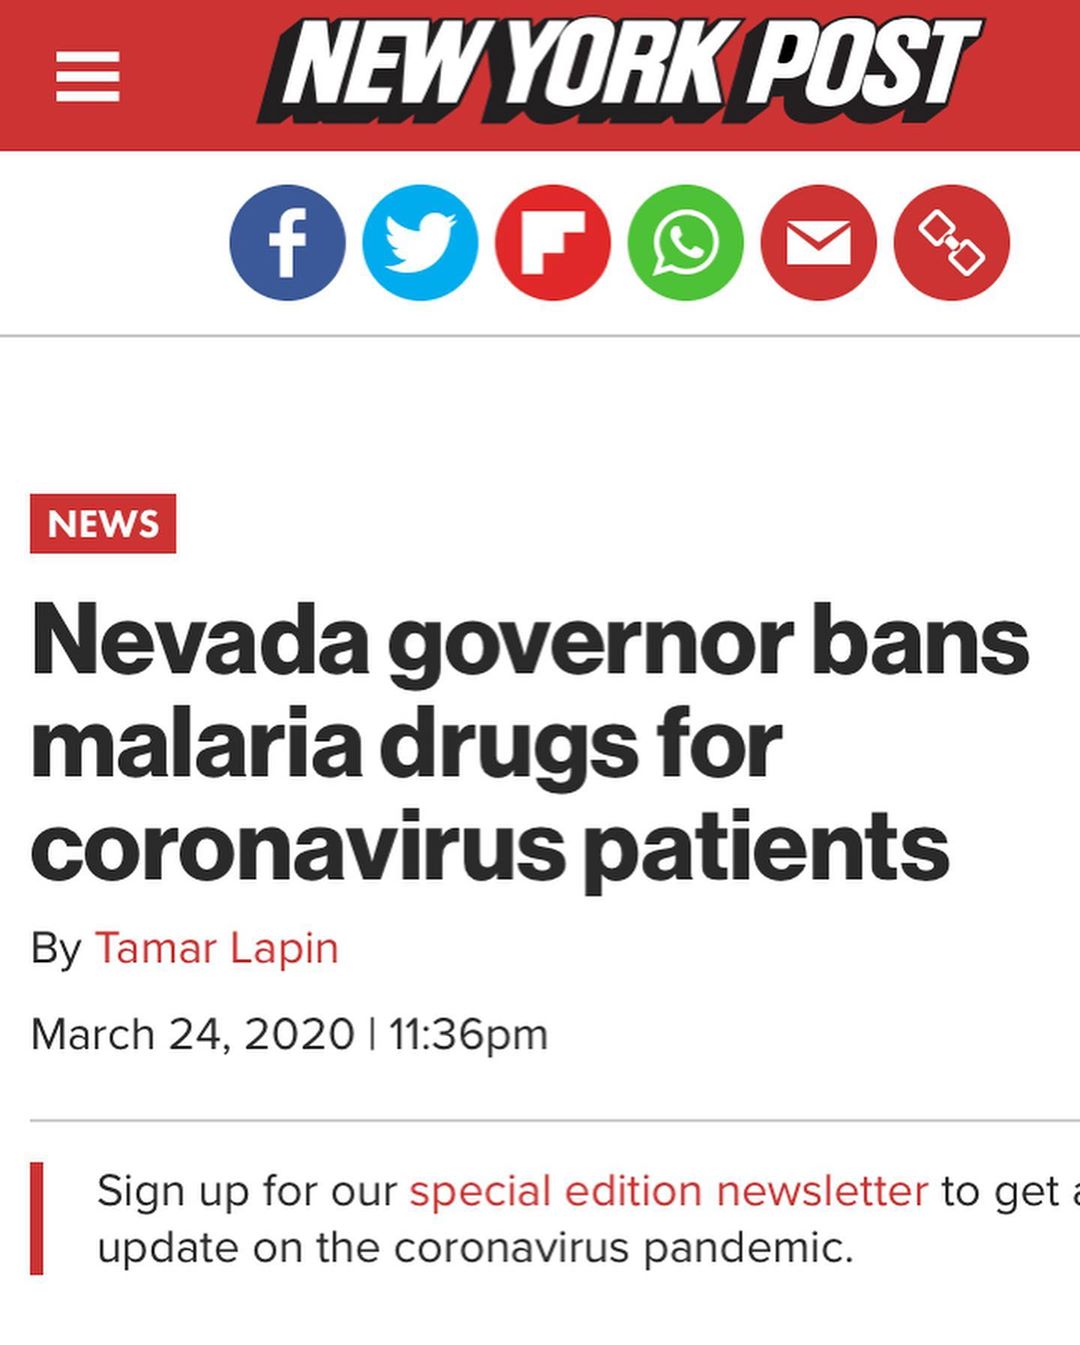 NEW YORK POST
NEWS
Nevada governor bans
malaria drugs for
coronavirus patients
By Tamar Lapin
March 24, 2020 | 11:36pm
Sign up for our special edition newsletter to get a
update on the coronavirus pandemic.